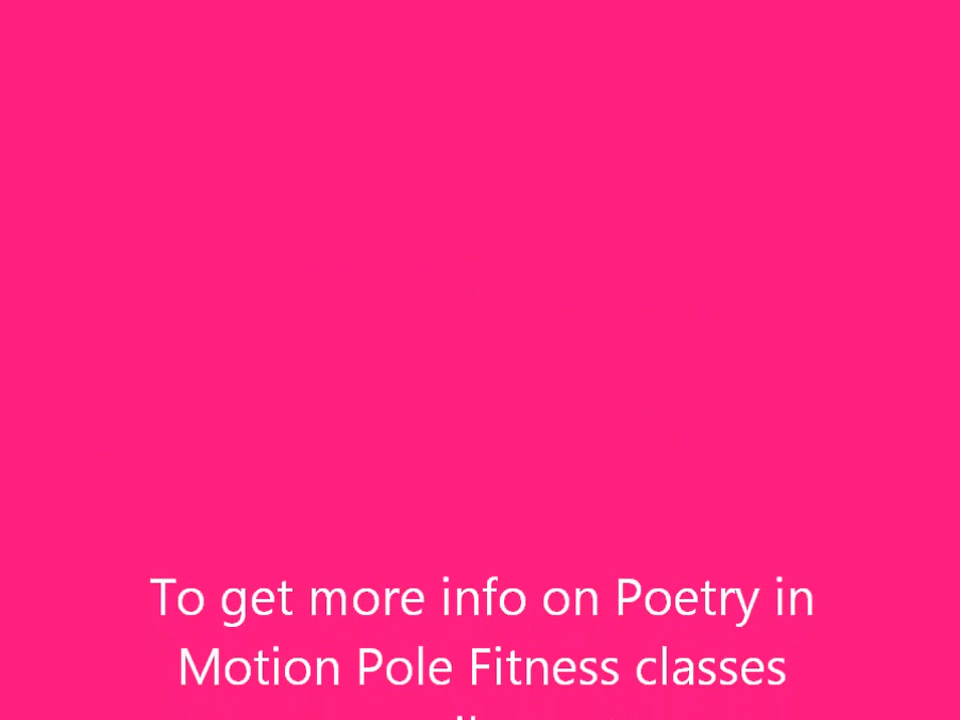 To get more info on Poetry in
Motion Pole Fitness classes